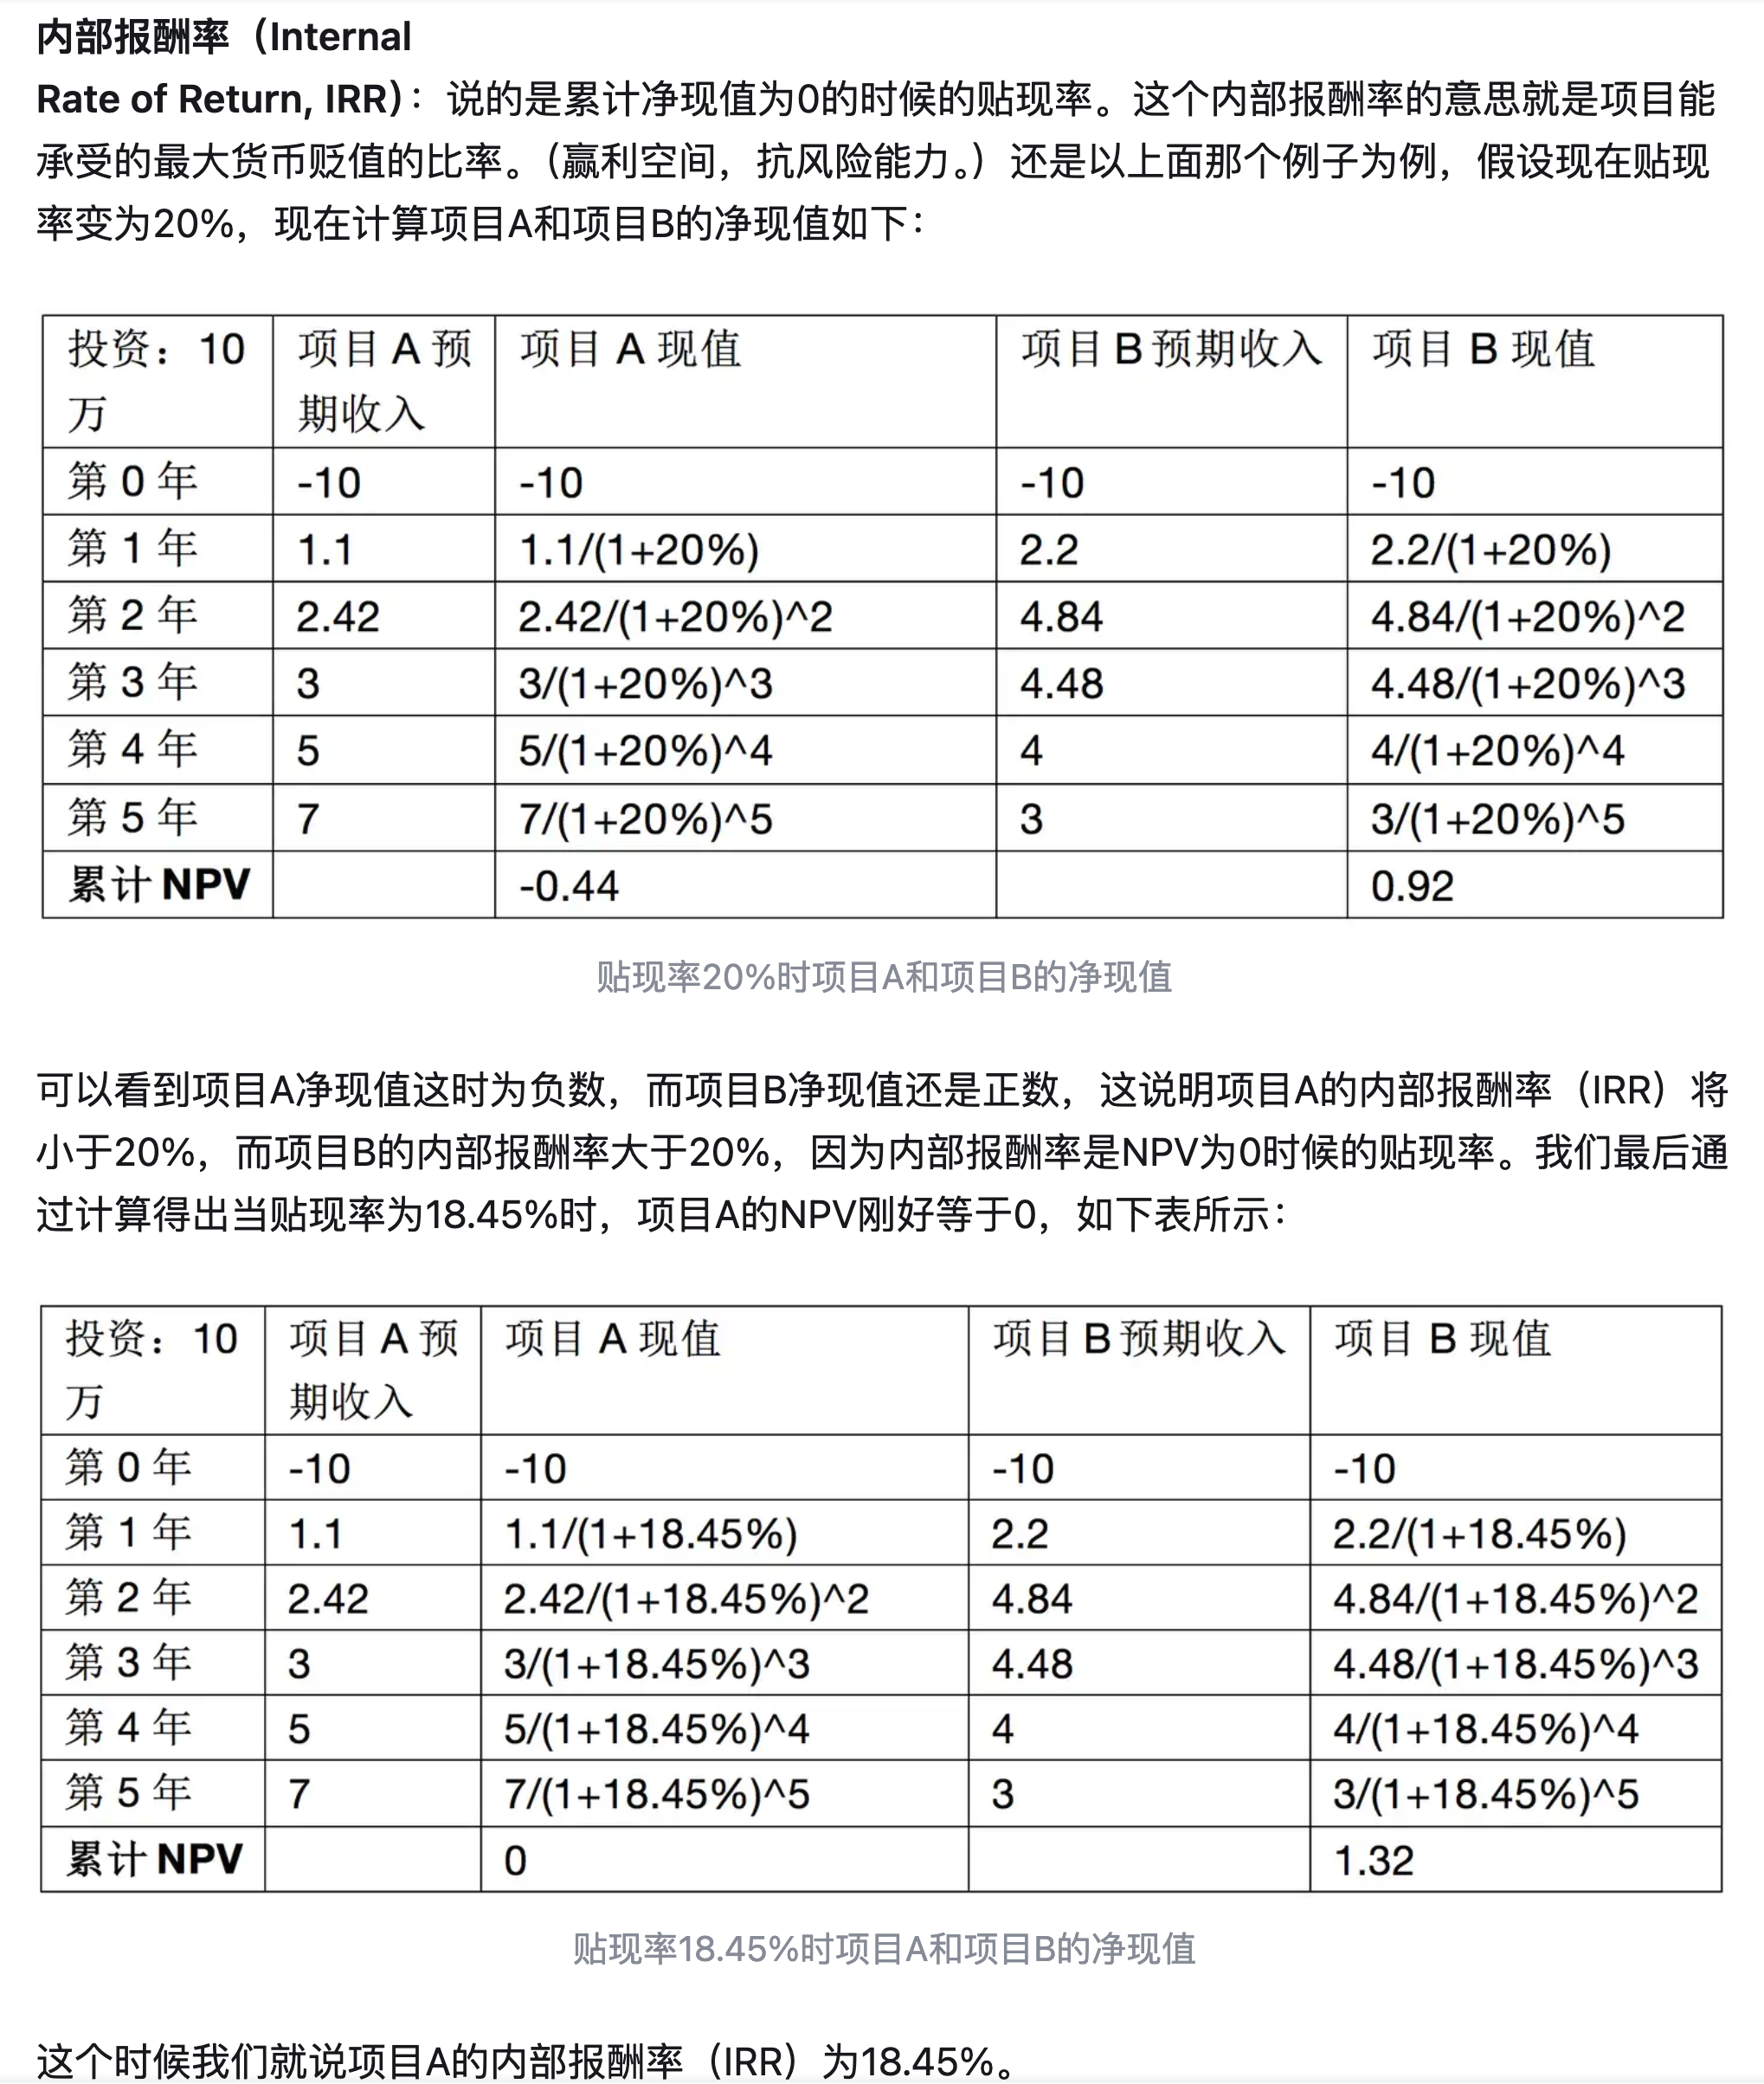 内部报酬率（Internal
Rate of Return, IRR）：说的是累计净现值为0的时候的贴现率。这个内部报酬率的意思就是项目能
承受的最大货币贬值的比率。（赢利空间，抗风险能力。）还是以上面那个例子为例，假设现在贴现
率变为20%，现在计算项目A和项目B的净现值如下：
投资：10万 项目 A 预期收入 项目 A 现值 项目 B 预期收入 项目 B 现值
第 0 年 -10 -10 -10 -10
第 1 年 1.1 1.1/(1+20%) 2.2 2.2/(1+20%)
第 2 年 2.42 2.42/(1+20%)^2 4.84 4.84/(1+20%)^2
第 3 年 3 3/(1+20%)^3 4.48 4.48/(1+20%)^3
第 4 年 5 5/(1+20%)^4 4 4/(1+20%)^4
第 5 年 7 7/(1+20%)^5 3 3/(1+20%)^5
累计 NPV -0.44 0.92
贴现率20%时项目A和项目B的净现值
可以看到项目A净现值这时为负数，而项目B净现值还是正数，这说明项目A的内部报酬率（IRR）将
小于20%，而项目B的内部报酬率大于20%，因为内部报酬率是NPV为0时候的贴现率。我们最后通
过计算得出当贴现率为18.45%时，项目A的NPV刚好等于0，如下表所示：
投资：10万 项目 A 预期收入 项目 A 现值 项目 B 预期收入 项目 B 现值
第 0 年 -10 -10 -10 -10
第 1 年 1.1 1.1/(1+18.45%) 2.2 2.2/(1+18.45%)
第 2 年 2.42 2.42/(1+18.45%)^2 4.84 4.84/(1+18.45%)^2
第 3 年 3 3/(1+18.45%)^3 4.48 4.48/(1+18.45%)^3
第 4 年 5 5/(1+18.45%)^4 4 4/(1+18.45%)^4
第 5 年 7 7/(1+18.45%)^5 3 3/(1+18.45%)^5
累计 NPV 0 1.32
贴现率18.45%时项目A和项目B的净现值
这个时候我们就说项目A的内部报酬率（IRR）为18.45%。